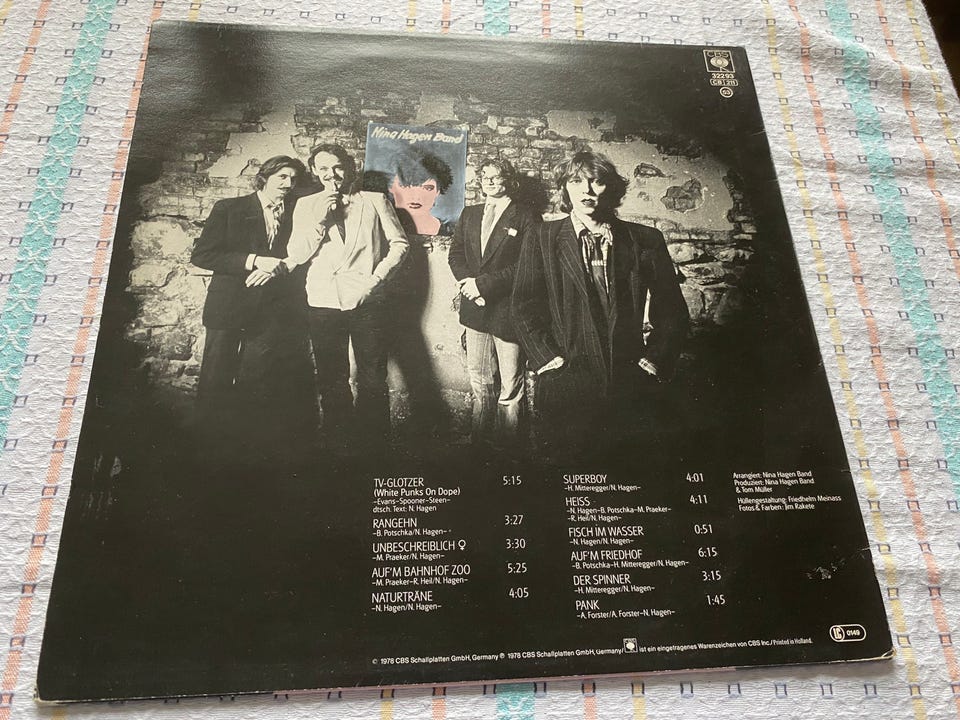 CBS
32293
CB 211
93
Nina Hagen Band
TV-GLOTZER 5:15
(White Punks On Dope)
-Evans-Spooner-Steen-
dtsch. Text: N. Hagen
RANGEHN 3:27
-B. Potschka/N. Hagen-
UNBESCHREIBLICH ♀ 3:30
-M. Praeker/N. Hagen-
AUF'M BAHNHOF ZOO 5:25
-M. Praeker-R. Heil/N. Hagen-
NATURTRÄNE 4:05
-N. Hagen/N. Hagen-
SUPERBOY 4:01
-H. Mitteregger/N. Hagen-
HEISS 4:11
-N. Hagen-B. Potschka-M. Praeker-
-R. Heil/N. Hagen-
FISCH IM WASSER 0:51
-N. Hagen/N. Hagen-
AUF'M FRIEDHOF 6:15
-B. Potschka-H. Mitteregger/N. Hagen-
DER SPINNER 3:15
-H. Mitteregger/N. Hagen-
PANK 1:45
-A. Forster/A. Forster-N. Hagen-
Arrangiert: Nina Hagen Band
Produziert: Nina Hagen Band
& Tom Müller
Hüllengestaltung: Friedhelm Meinass
Fotos & Farben: Jim Rakete
© 1978 CBS Schallplatten GmbH, Germany ℗ 1978 CBS Schallplatten GmbH, Germany/ ist ein eingetragenes Warenzeichen von CBS Inc./Printed in Holland.
LC 0149